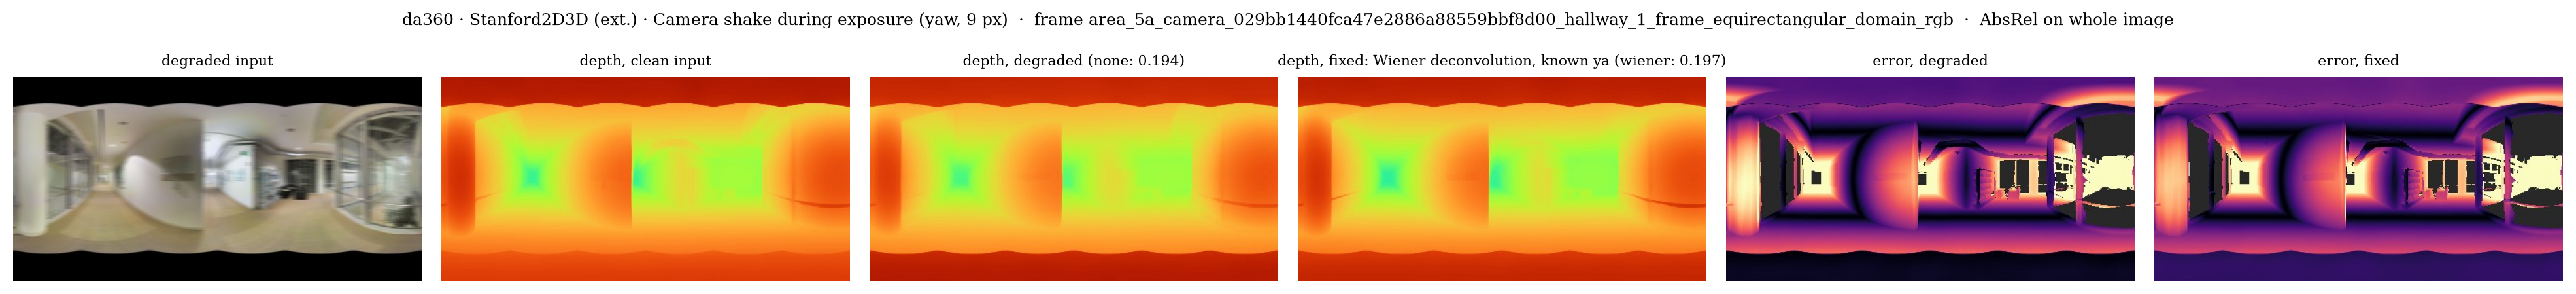 da360 · Stanford2D3D (ext.) · Camera shake during exposure (yaw, 9 px)  ·  frame area_5a_camera_029bb1440fca47e2886a88559bbf8d00_hallway_1_frame_equirectangular_domain_rgb  ·  AbsRel on whole image
degraded input
depth, clean input
depth, degraded (none: 0.194)
depth, fixed: Wiener deconvolution, known ya (wiener: 0.197)
error, degraded
error, fixed